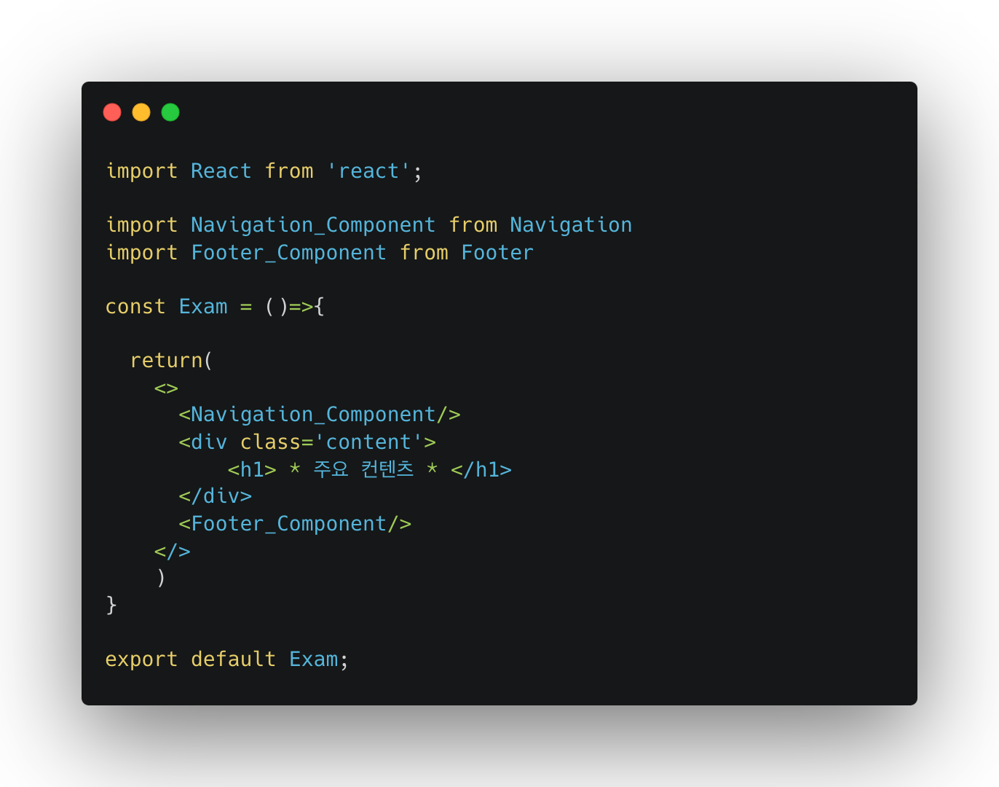 import React from 'react';
import Navigation_Component from Navigation
import Footer_Component from Footer
const Exam = ()=>{
  return(
    <>
      <Navigation_Component/>
      <div class='content'>
          <h1> * 주요 컨텐츠 * </h1>
      </div>
      <Footer_Component/>
    </>
    )
}
export default Exam;